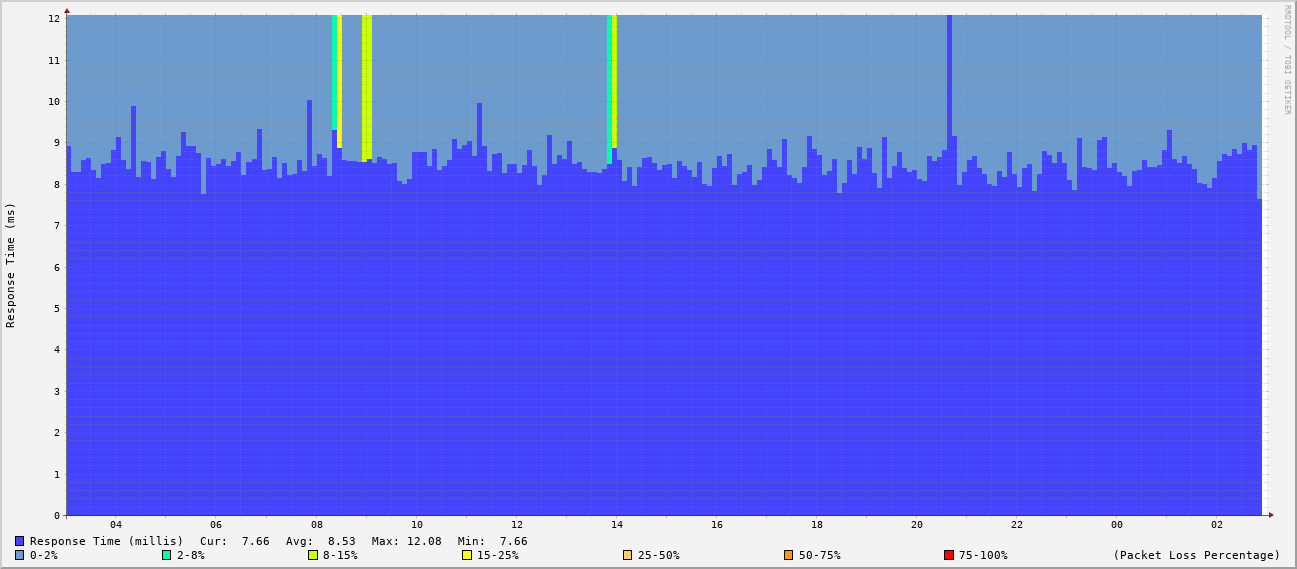 RRDTOOL / TOBI OETIKER
Response Time (ms)
12
11
10
9
8
7
6
5
4
3
2
1
0
04 06 08 10 12 14 16 18 20 22 00 02
Response Time (millis) Cur: 7.66 Avg: 8.53 Max: 12.08 Min: 7.66
0-2% 2-8% 8-15% 15-25% 25-50% 50-75% 75-100% (Packet Loss Percentage)